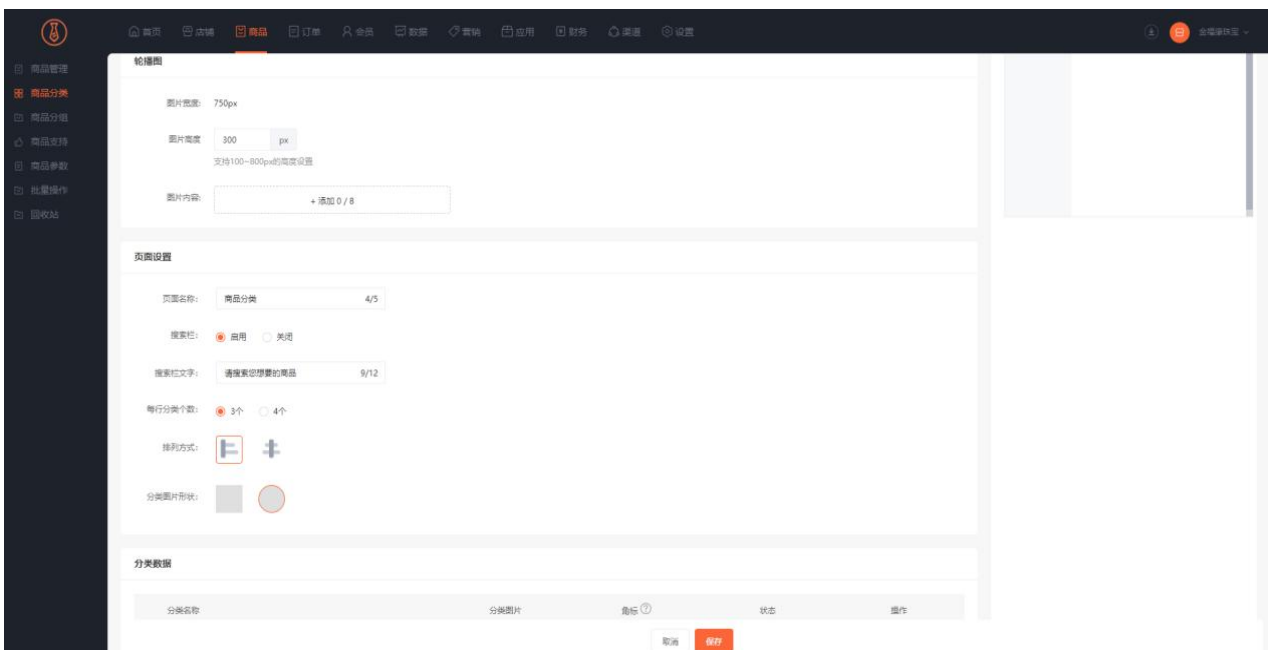 首页 店铺 商品 订单 会员 数据 营销 应用 财务 渠道 设置
商品管理
商品分类
商品分组
商品支持
商品参数
批量操作
回收站
轮播图
图片宽度: 750px
图片高度 300 px
支持100~800px的高度设置
图片内容: + 添加 0 / 8
页面设置
页面名称: 商品分类 4/5
搜索栏: 启用 关闭
搜索栏文字: 请搜索您想要的商品 9/12
每行分类个数: 3个 4个
排列方式:
分类图片形状:
分类数据
分类名称 分类图片 角标 ? 状态 操作
取消 保存